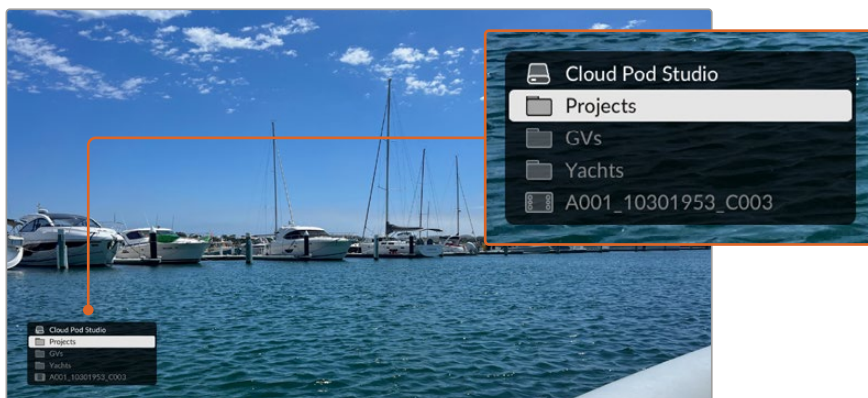 Cloud Pod Studio
Projects
GVs
Yachts
A001_10301953_C003
Cloud Pod Studio
Projects
GVs
Yachts
A001_10301953_C003